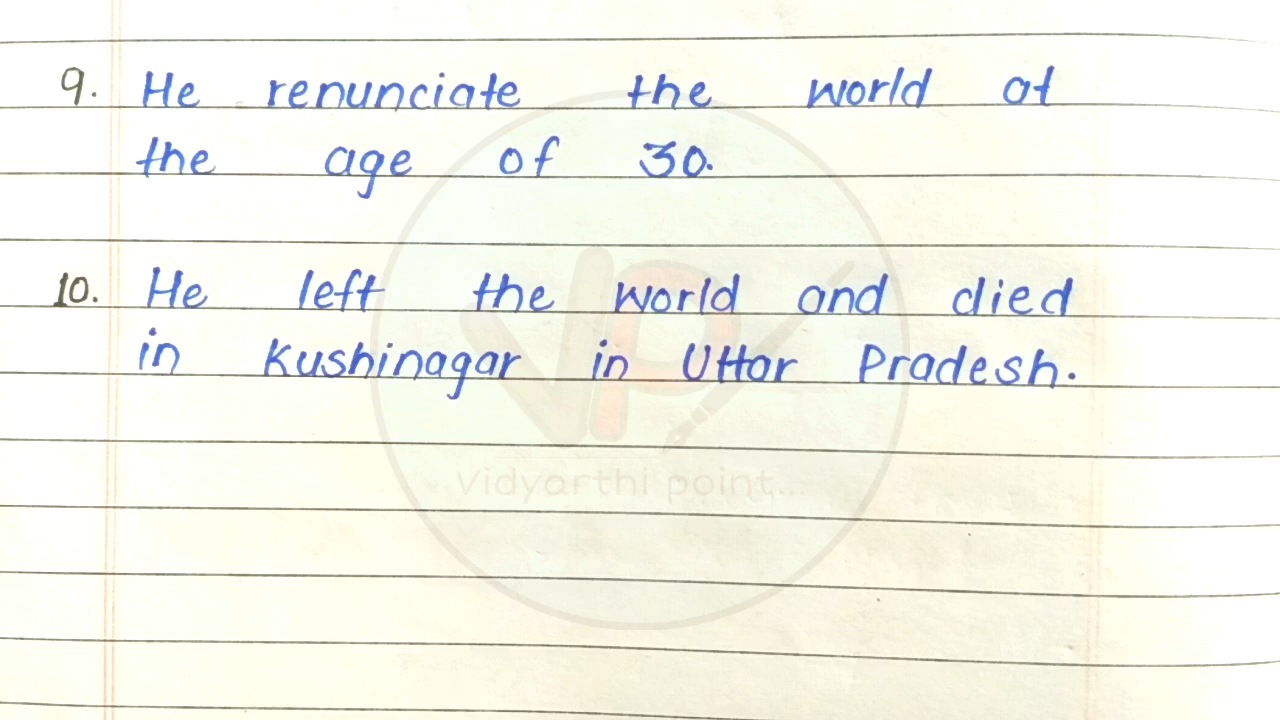 9. He renunciate the world at
the age of 30.
10. He left the world and died
in Kushinagar in Uttar Pradesh.
VP
Vidyarthi point...